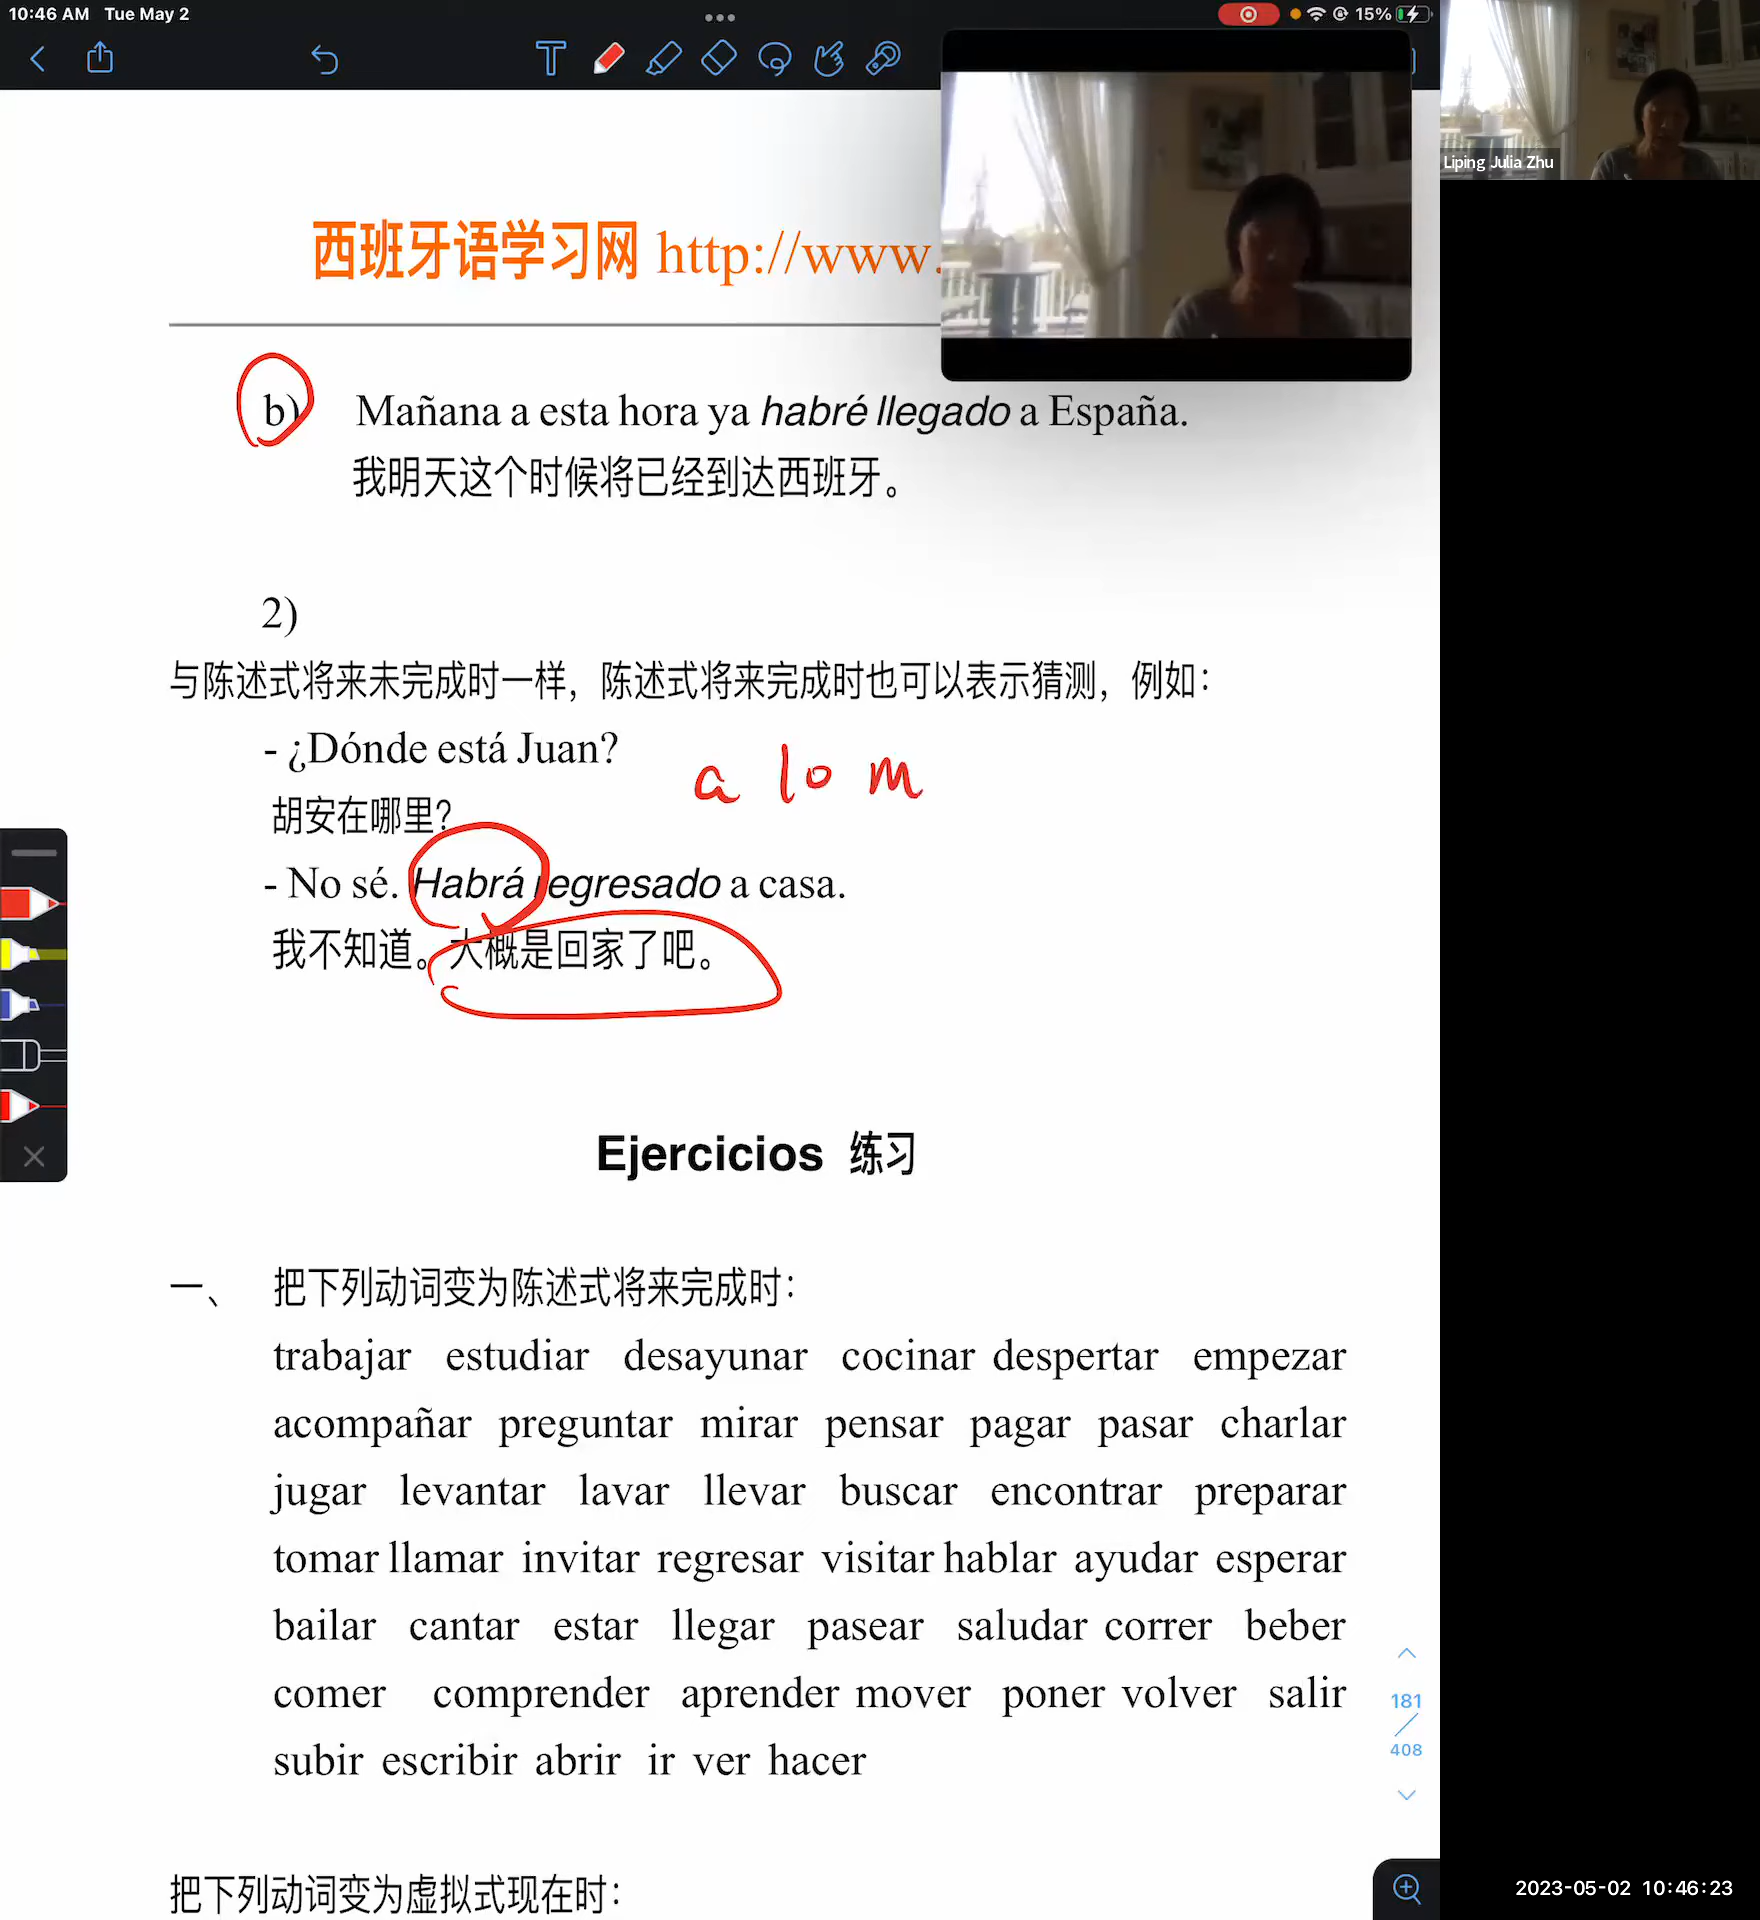 10:46 AM Tue May 2
15%
Liping Julia Zhu
西班牙语学习网 http://www.
b) Mañana a esta hora ya habré llegado a España.
我明天这个时候将已经到达西班牙。
2)
与陈述式将来未完成时一样，陈述式将来完成时也可以表示猜测，例如：
- ¿Dónde está Juan?
a lo m
胡安在哪里？
- No sé. Habrá regresado a casa.
我不知道。大概是回家了吧。
Ejercicios 练习
一、 把下列动词变为陈述式将来完成时：
trabajar estudiar desayunar cocinar despertar empezar
acompañar preguntar mirar pensar pagar pasar charlar
jugar levantar lavar llevar buscar encontrar preparar
tomar llamar invitar regresar visitar hablar ayudar esperar
bailar cantar estar llegar pasear saludar correr beber
comer comprender aprender mover poner volver salir
subir escribir abrir ir ver hacer
181
408
把下列动词变为虚拟式现在时：
2023-05-02 10:46:23